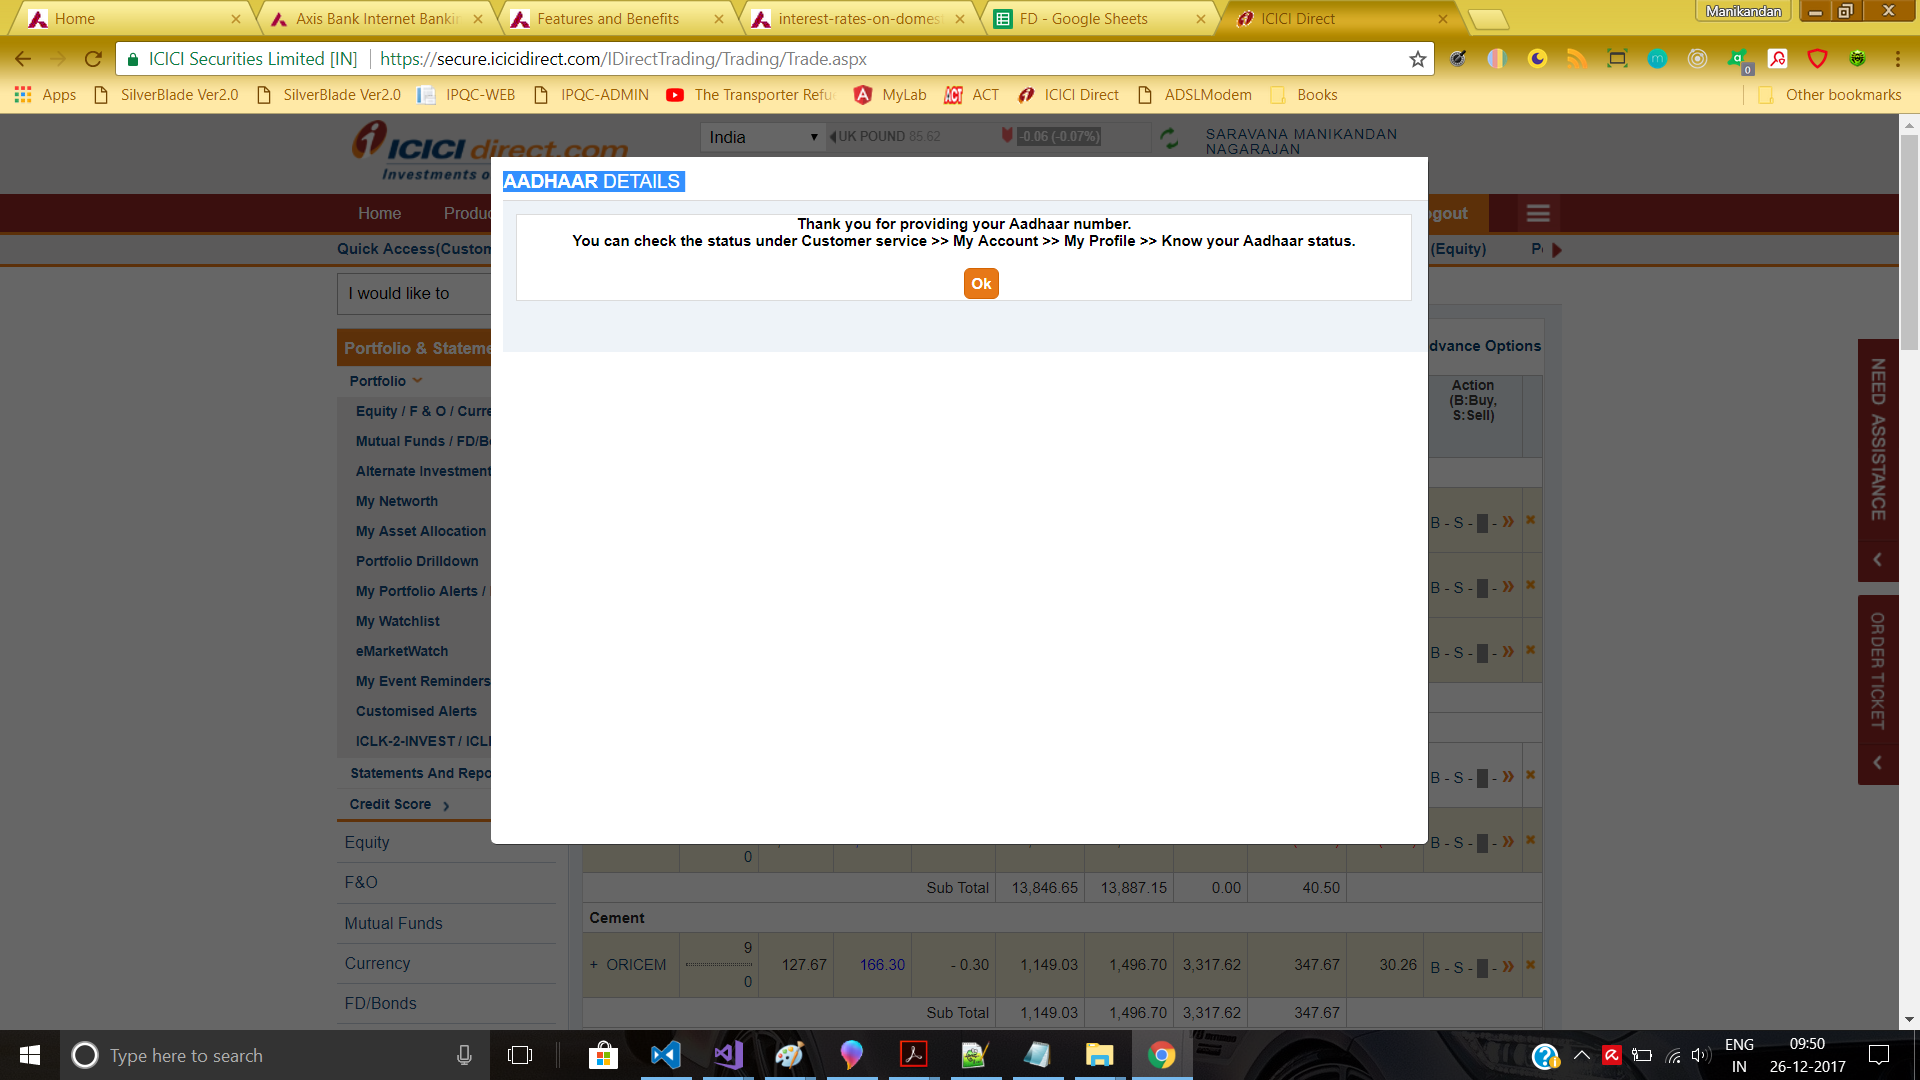 Home
Axis Bank Internet Bankin
Features and Benefits
interest-rates-on-domest
FD - Google Sheets
ICICI Direct
Manikandan
ICICI Securities Limited [IN]
https://secure.icicidirect.com/IDirectTrading/Trading/Trade.aspx
0
Apps
SilverBlade Ver2.0
SilverBlade Ver2.0
IPQC-WEB
IPQC-ADMIN
The Transporter Refu
MyLab
ACT
ICICI Direct
ADSLModem
Books
Other bookmarks
ICICI direct.com
Investments o
India
UK POUND 85.62
-0.06 (-0.07%)
SARAVANA MANIKANDAN
NAGARAJAN
AADHAAR DETAILS
Home
Produc
gout
Quick Access(Custom
(Equity)
Thank you for providing your Aadhaar number.
You can check the status under Customer service >> My Account >> My Profile >> Know your Aadhaar status.
Ok
I would like to
Portfolio & Stateme
Portfolio
Equity / F & O / Curre
Mutual Funds / FD/B
Alternate Investment
My Networth
My Asset Allocation
Portfolio Drilldown
My Portfolio Alerts /
My Watchlist
eMarketWatch
My Event Reminders
Customised Alerts
ICLK-2-INVEST / ICLI
Statements And Repo
Credit Score
Equity
F&O
Mutual Funds
Currency
FD/Bonds
dvance Options
Action
(B:Buy,
S:Sell)
B - S - -
B - S - -
B - S - -
B - S - -
B - S - -
NEED ASSISTANCE
ORDER TICKET
0
Sub Total 13,846.65 13,887.15 0.00 40.50
Cement
+ ORICEM 9 0 127.67 166.30 - 0.30 1,149.03 1,496.70 3,317.62 347.67 30.26 B - S - -
Sub Total 1,149.03 1,496.70 3,317.62 347.67
Type here to search
ENG
IN
09:50
26-12-2017